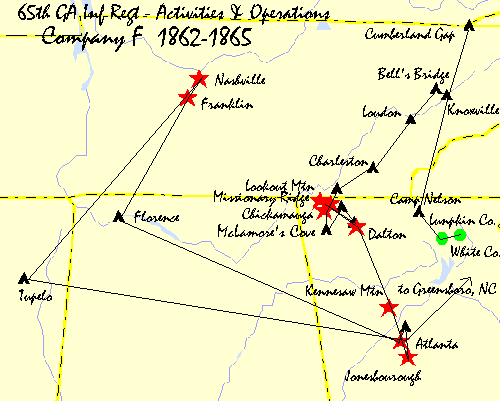 65th GA Inf Regt - Activities & Operations
Company F 1862-1865
Cumberland Gap
Bell's Bridge
Nashville
Franklin
Knoxville
Loudon
Charleston
Lookout Mtn
Missionary Ridge
Chickamauga
McLamore's Cove
Camp Nelson
Lumpkin Co.
White Co.
Florence
Dalton
Tupelo
Kennesaw Mtn
to Greensboro, NC
Atlanta
Jonesbourough